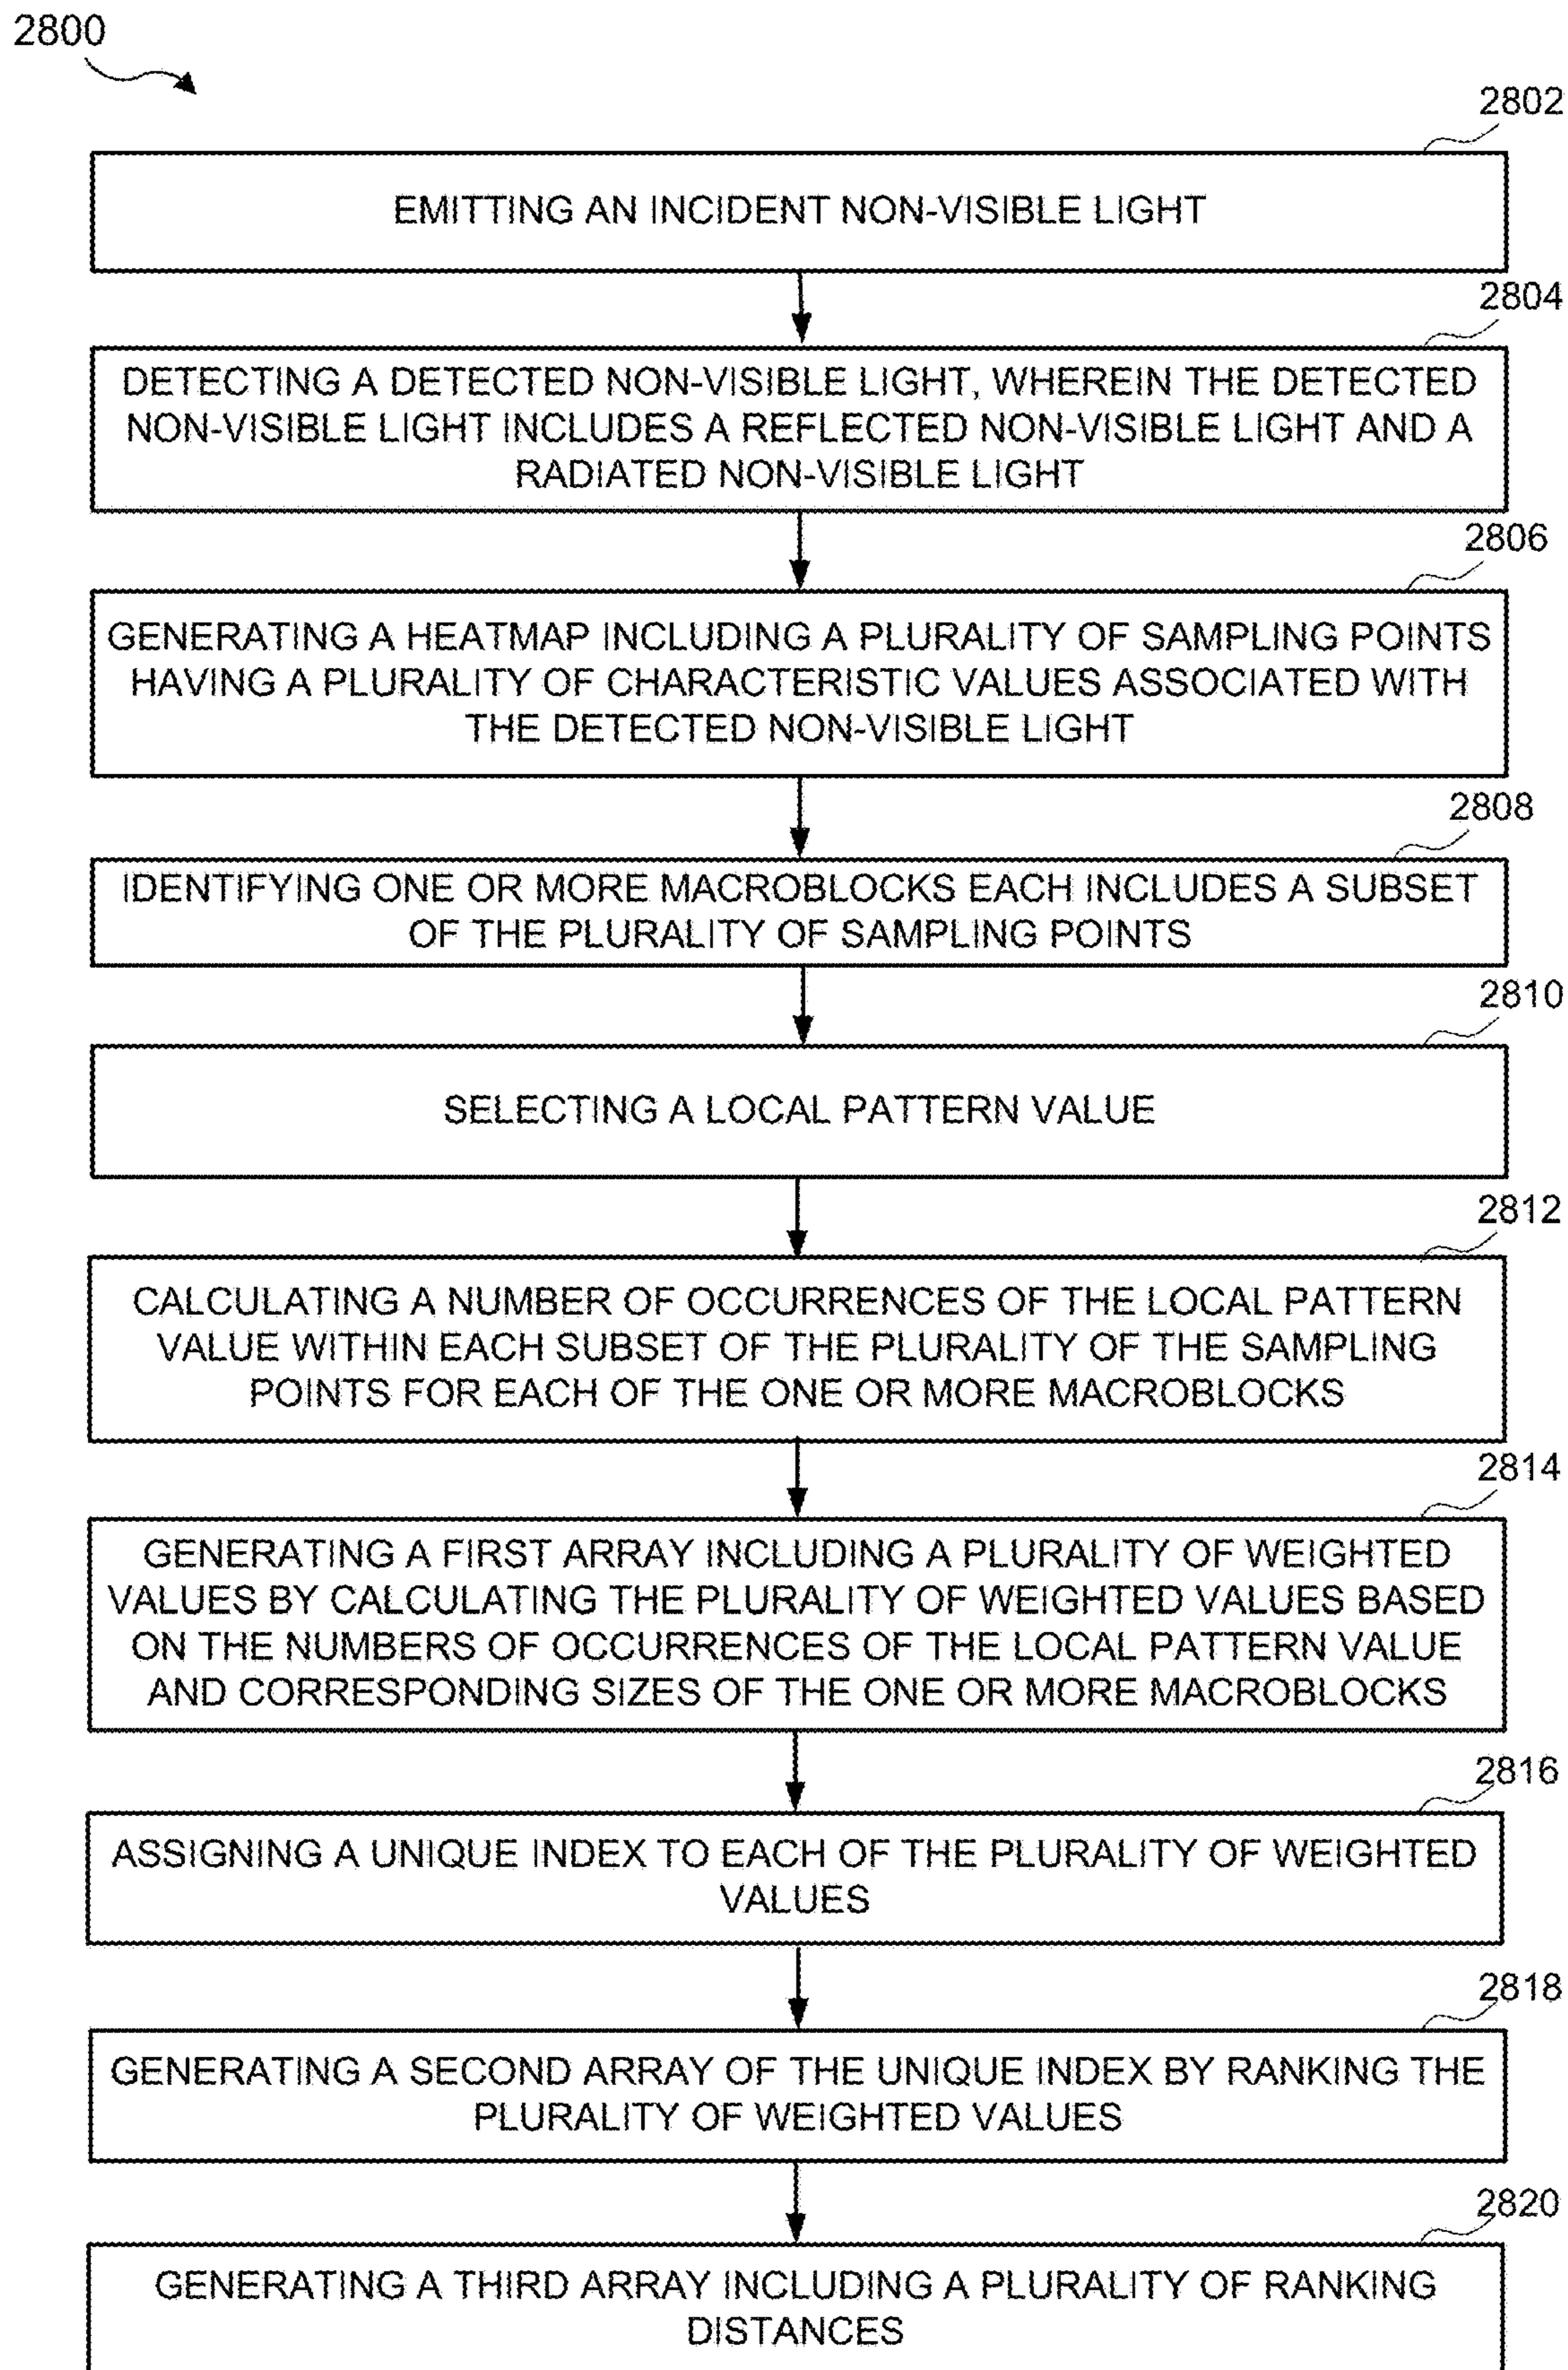 2800
2802
EMITTING AN INCIDENT NON-VISIBLE LIGHT
2804
DETECTING A DETECTED NON-VISIBLE LIGHT, WHEREIN THE DETECTED
NON-VISIBLE LIGHT INCLUDES A REFLECTED NON-VISIBLE LIGHT AND A
RADIATED NON-VISIBLE LIGHT
2806
GENERATING A HEATMAP INCLUDING A PLURALITY OF SAMPLING POINTS
HAVING A PLURALITY OF CHARACTERISTIC VALUES ASSOCIATED WITH
THE DETECTED NON-VISIBLE LIGHT
2808
IDENTIFYING ONE OR MORE MACROBLOCKS EACH INCLUDES A SUBSET
OF THE PLURALITY OF SAMPLING POINTS
2810
SELECTING A LOCAL PATTERN VALUE
2812
CALCULATING A NUMBER OF OCCURRENCES OF THE LOCAL PATTERN
VALUE WITHIN EACH SUBSET OF THE PLURALITY OF THE SAMPLING
POINTS FOR EACH OF THE ONE OR MORE MACROBLOCKS
2814
GENERATING A FIRST ARRAY INCLUDING A PLURALITY OF WEIGHTED
VALUES BY CALCULATING THE PLURALITY OF WEIGHTED VALUES BASED
ON THE NUMBERS OF OCCURRENCES OF THE LOCAL PATTERN VALUE
AND CORRESPONDING SIZES OF THE ONE OR MORE MACROBLOCKS
2816
ASSIGNING A UNIQUE INDEX TO EACH OF THE PLURALITY OF WEIGHTED
VALUES
2818
GENERATING A SECOND ARRAY OF THE UNIQUE INDEX BY RANKING THE
PLURALITY OF WEIGHTED VALUES
2820
GENERATING A THIRD ARRAY INCLUDING A PLURALITY OF RANKING
DISTANCES